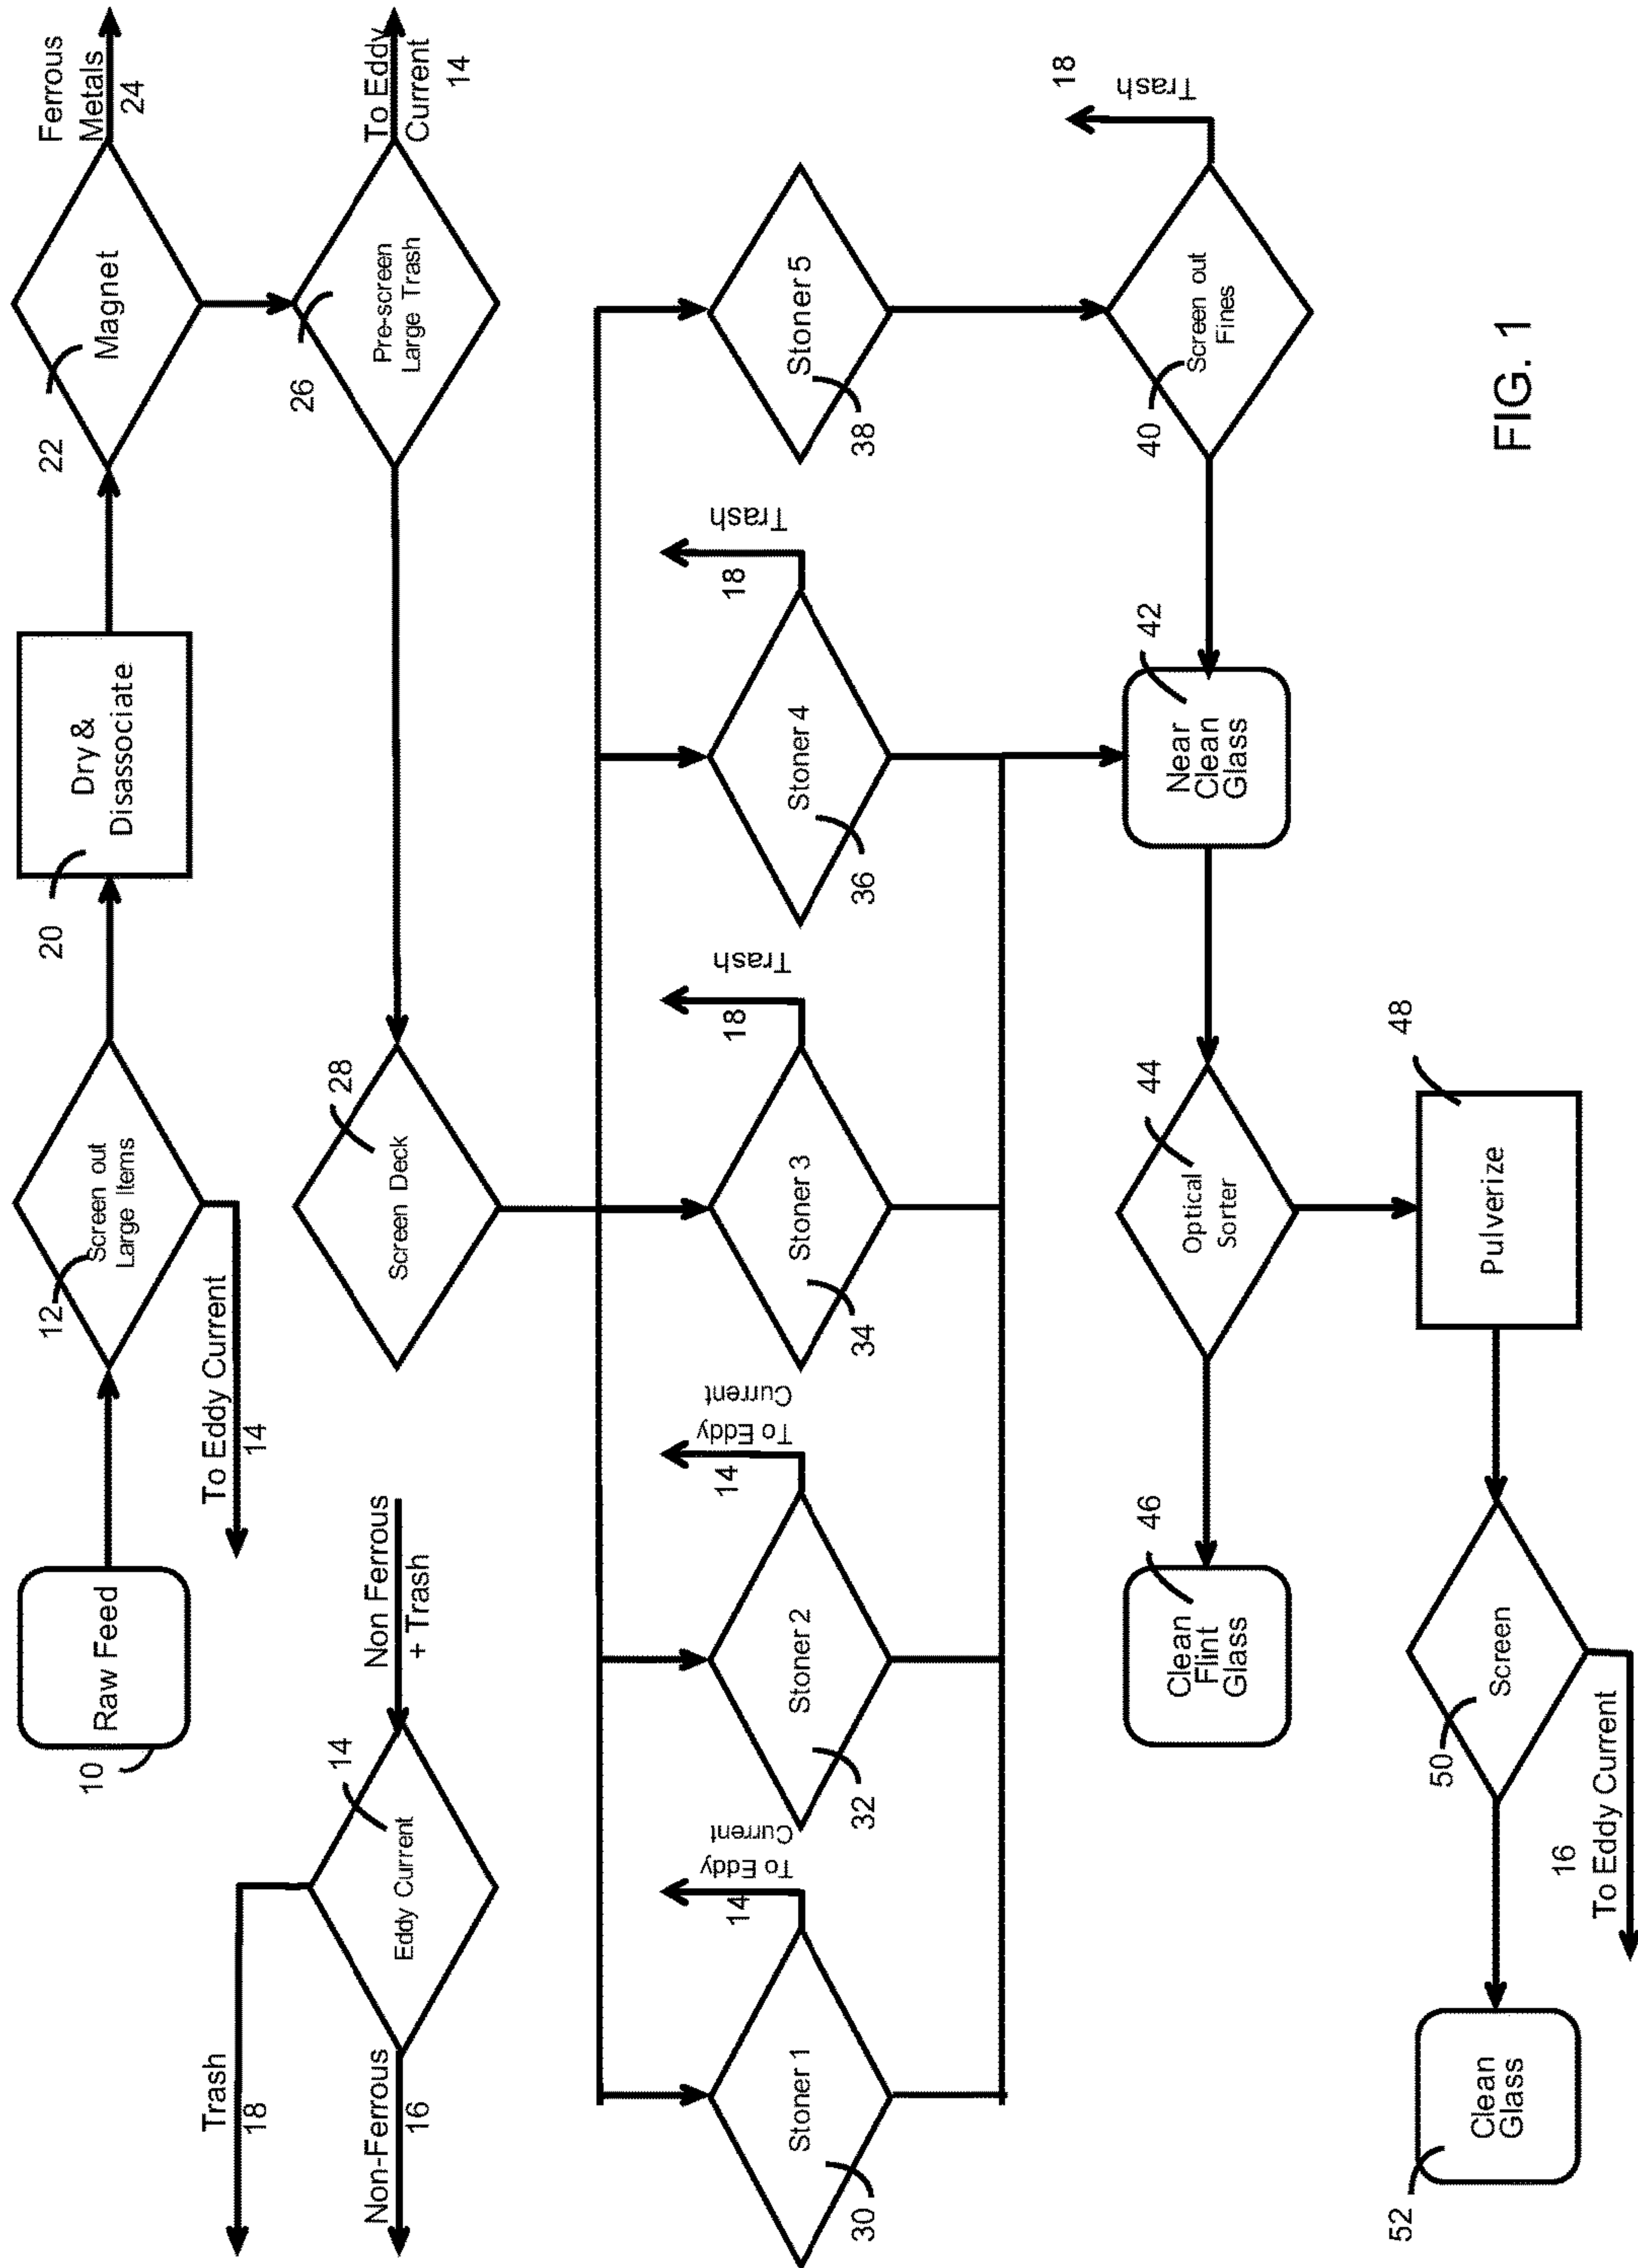 Raw Feed
10
12
Screen out
Large Items
To Eddy Current
14
20
Dry &
Disassociate
22
Magnet
Ferrous
Metals
24
Trash
18
Non-Ferrous
16
14
Eddy Current
Non Ferrous
+ Trash
28
Screen Deck
26
Pre-screen
Large Trash
To Eddy
Current
14
Stoner 1
30
14
To Eddy
Current
Stoner 2
32
14
To Eddy
Current
Stoner 3
34
18
Trash
Stoner 4
36
18
Trash
Stoner 5
38
46
Clean
Flint
Glass
44
Optical
Sorter
42
Near
Clean
Glass
40
Screen out
Fines
18
Trash
52
Clean
Glass
50
Screen
16
To Eddy Current
48
Pulverize
FIG. 1